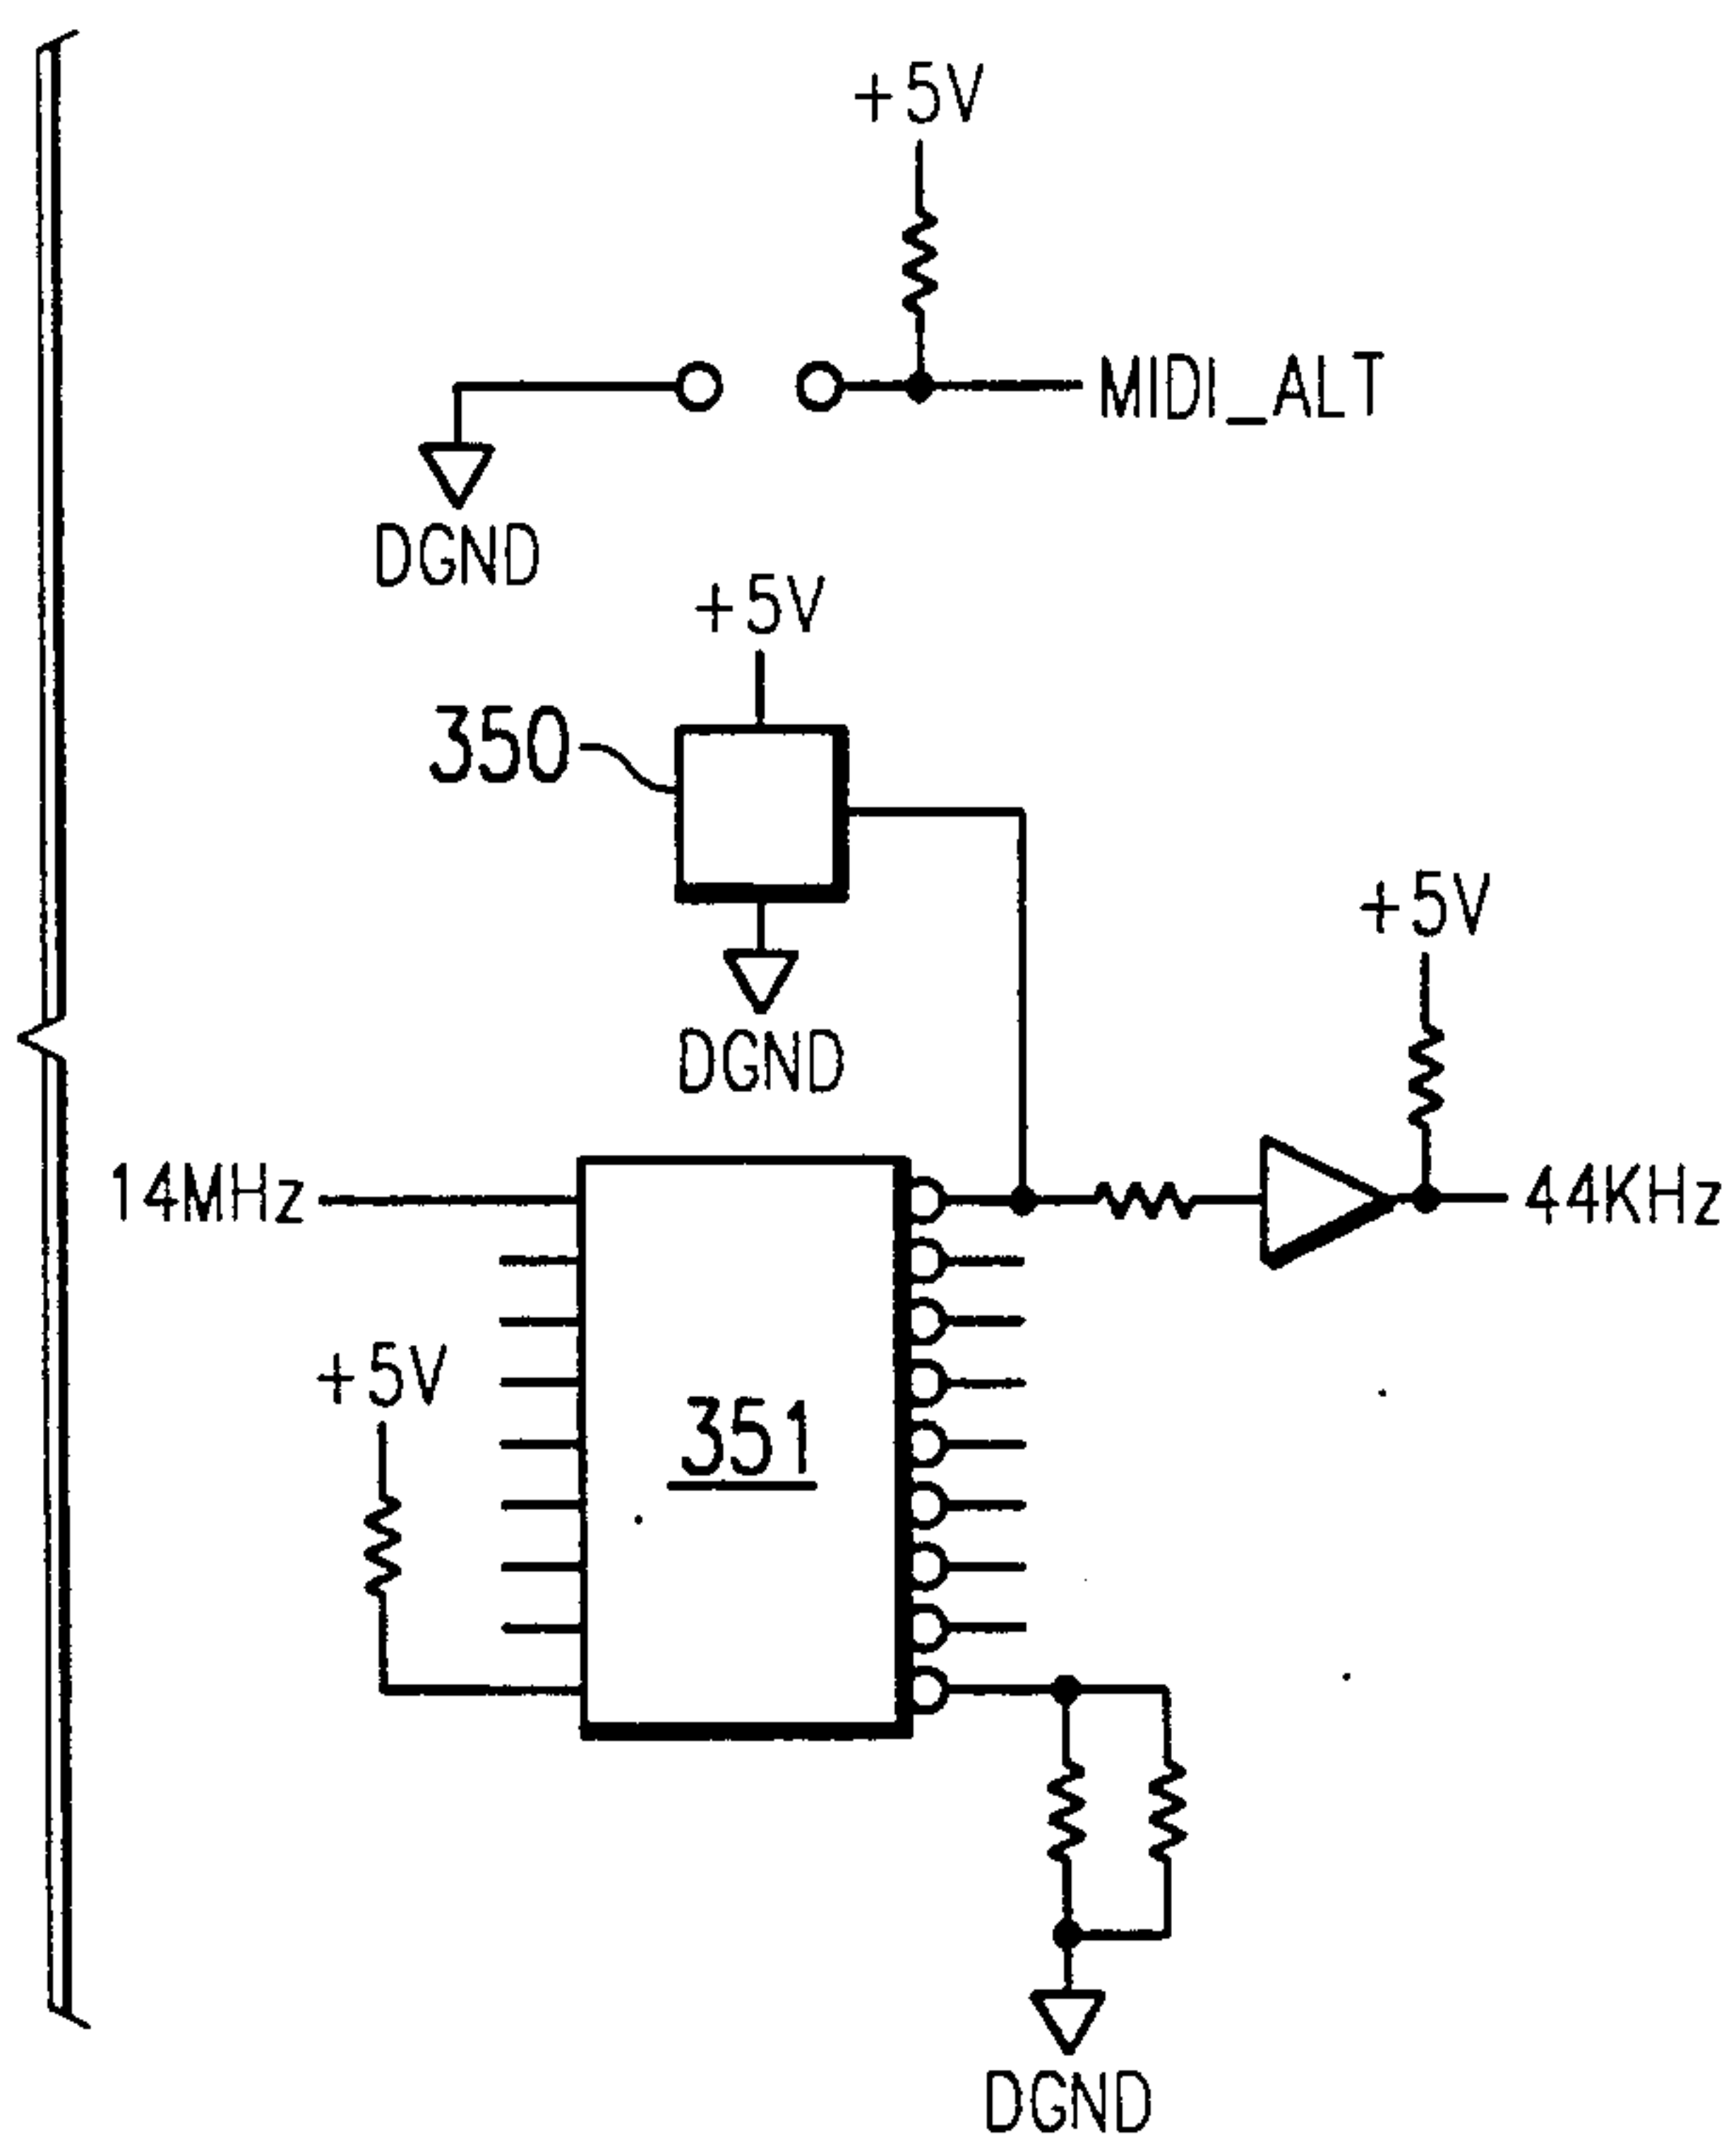 +5V
MIDI_ALT
DGND
+5V
350
+5V
DGND
14MHz
44KHz
+5V
351
DGND